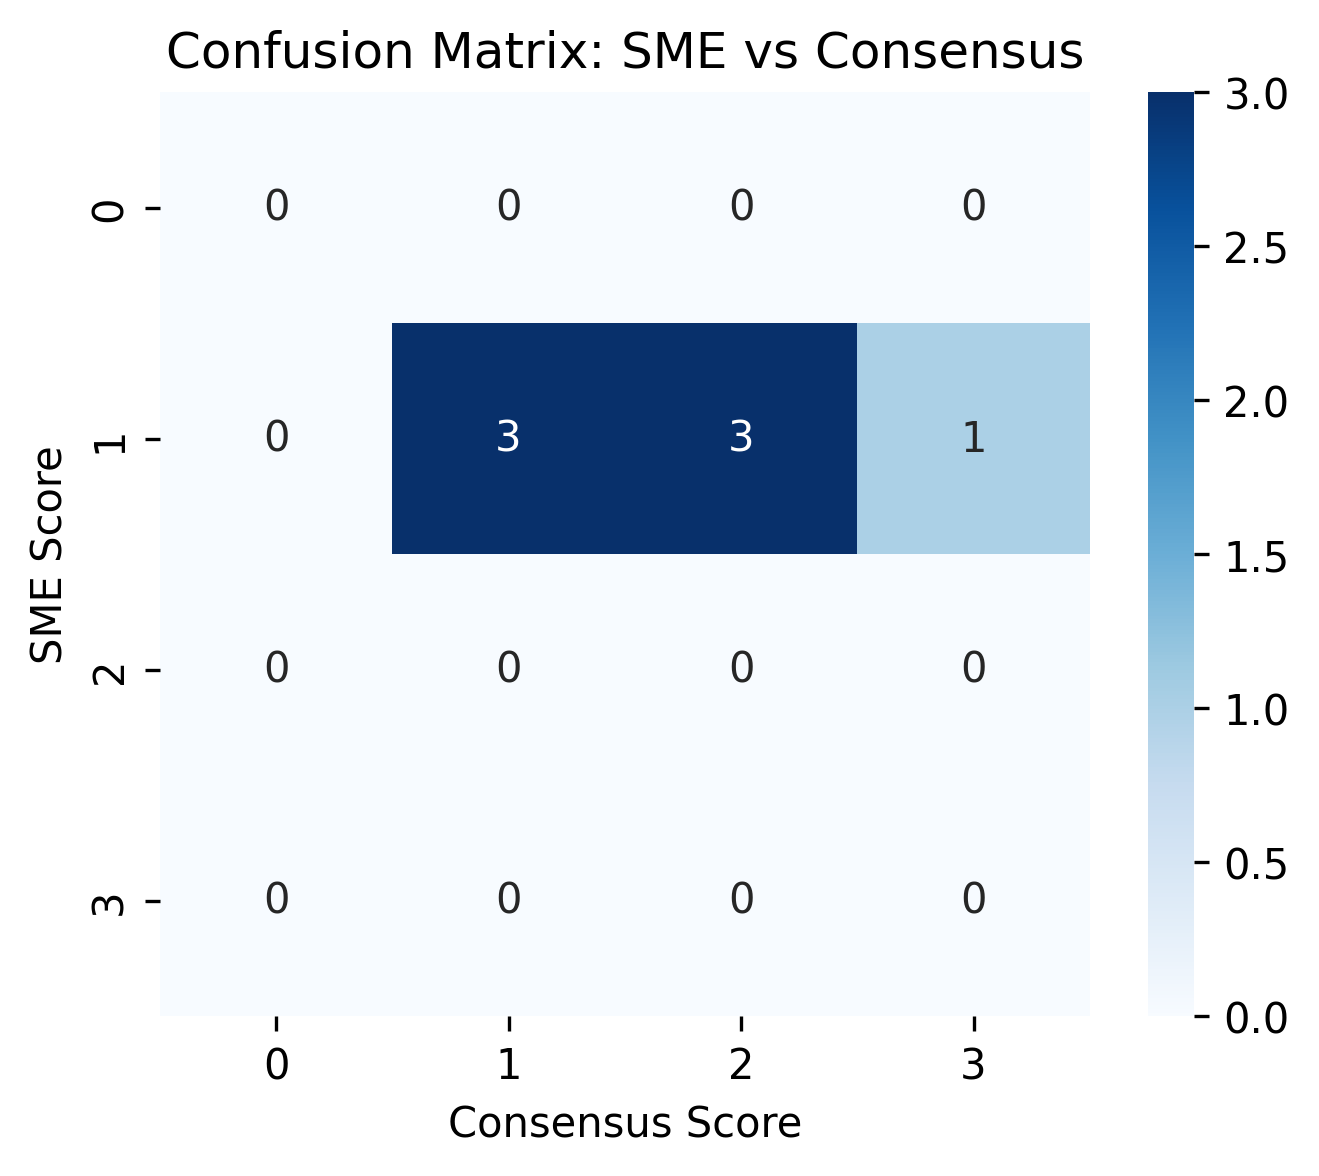 Confusion Matrix: SME vs Consensus
0 0 0 0 0
1 0 3 3 1
2 0 0 0 0
3 0 0 0 0
SME Score
0 1 2 3
Consensus Score
3.0
2.5
2.0
1.5
1.0
0.5
0.0